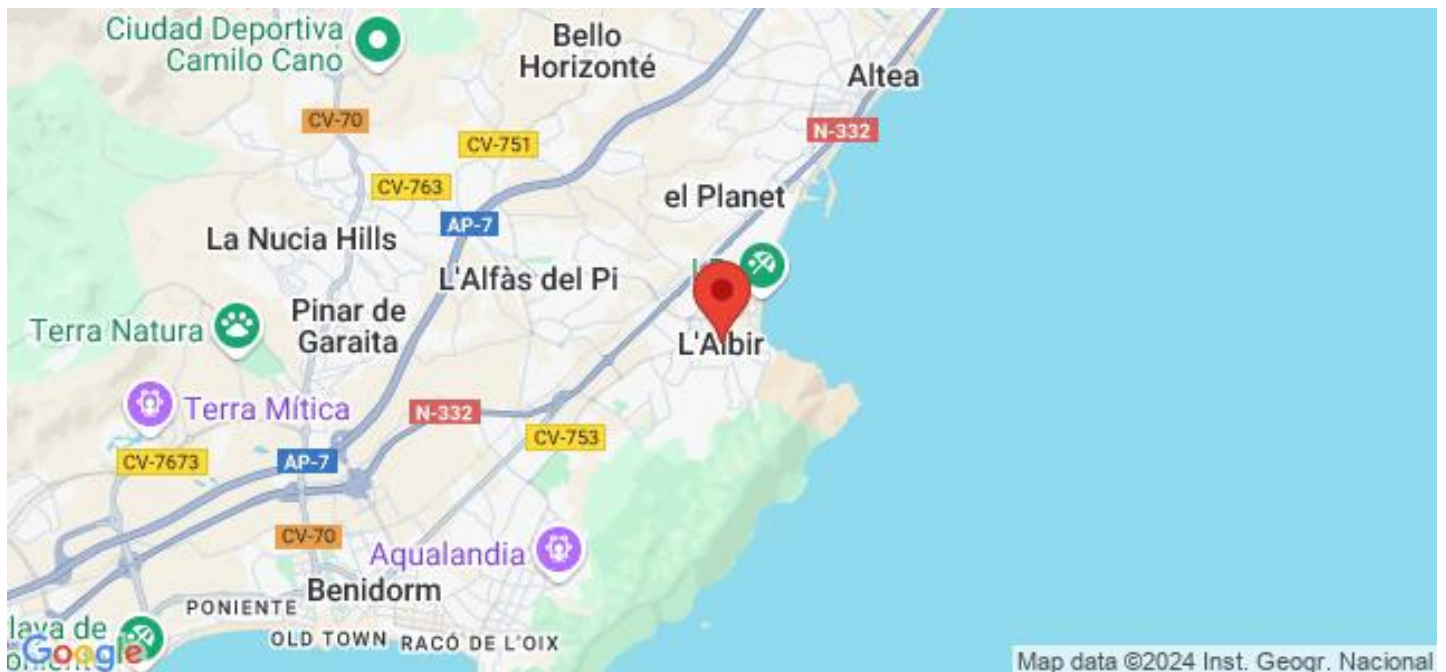 Ciudad Deportiva
Camilo Cano
Bello
Horizonté
Altea
CV-70
N-332
CV-751
CV-763
el Planet
AP-7
La Nucia Hills
L'Alfàs del Pi
Terra Natura
Pinar de
Garaita
L'Albir
Terra Mítica
N-332
CV-753
CV-7673
AP-7
CV-70
Aqualandia
Benidorm
PONIENTE
OLD TOWN
RACÓ DE L'OIX
laya de
Google
Map data ©2024 Inst. Geogr. Nacional